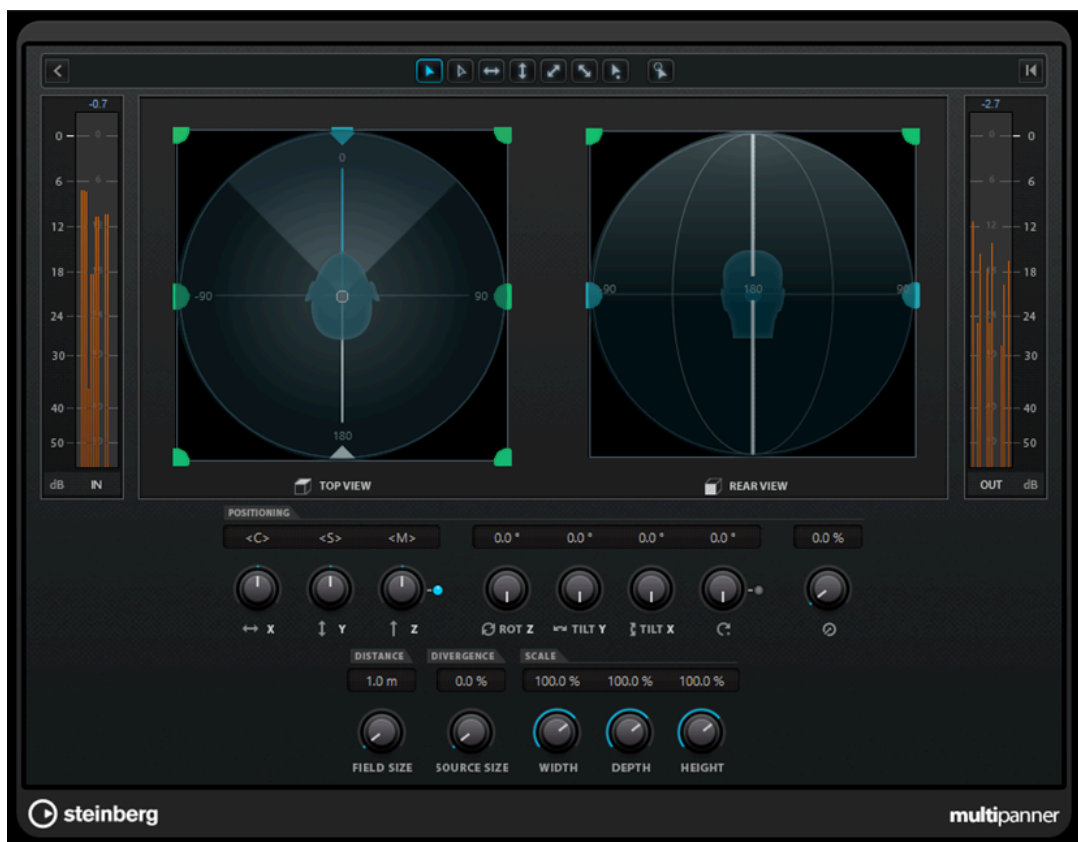 -0.7
-2.7
0
6
12
18
24
30
40
50
dB IN
0
-90
90
180
90
180
90
0
6
12
18
24
30
40
50
OUT dB
TOP VIEW
REAR VIEW
POSITIONING
<C> <S> <M> 0.0 ° 0.0 ° 0.0 ° 0.0 ° 0.0 %
X Y Z ROT Z TILT Y TILT X
DISTANCE DIVERGENCE SCALE
1.0 m 0.0 % 100.0 % 100.0 % 100.0 %
FIELD SIZE SOURCE SIZE WIDTH DEPTH HEIGHT
steinberg
multipanner